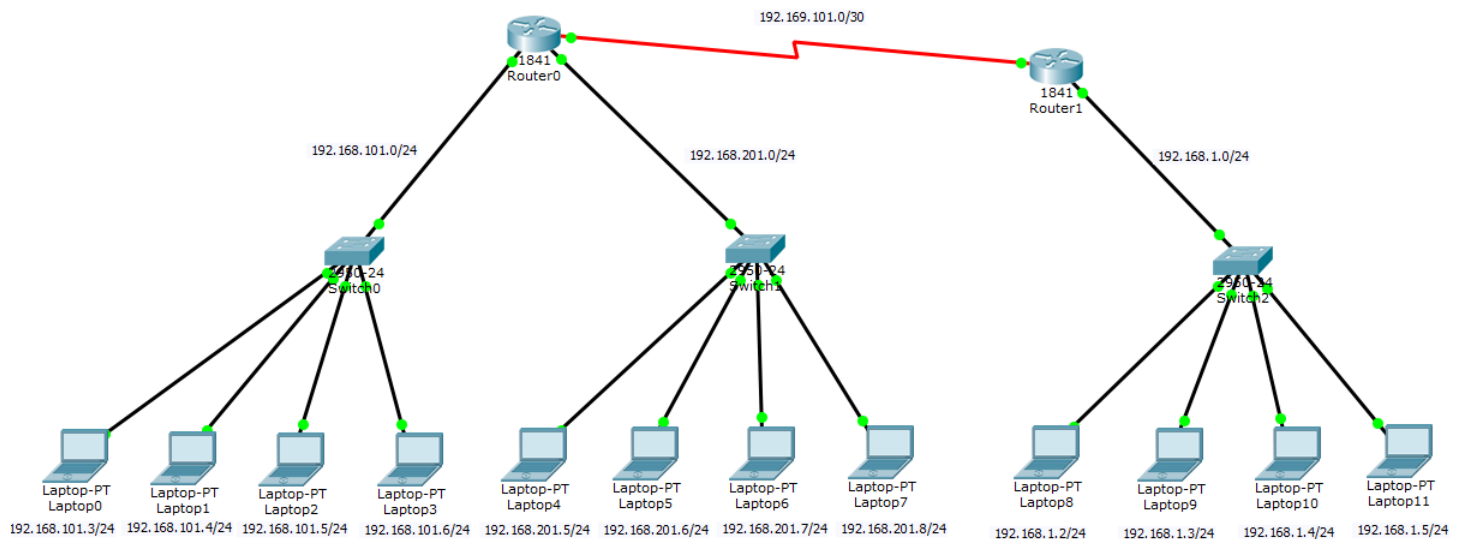 192.169.101.0/30
1841
Router0
1841
Router1
192.168.101.0/24
192.168.201.0/24
192.168.1.0/24
2950-24
Switch0
2950-24
Switch1
2950-24
Switch2
Laptop-PT
Laptop0
192.168.101.3/24
Laptop-PT
Laptop1
192.168.101.4/24
Laptop-PT
Laptop2
192.168.101.5/24
Laptop-PT
Laptop3
192.168.101.6/24
Laptop-PT
Laptop4
192.168.201.5/24
Laptop-PT
Laptop5
192.168.201.6/24
Laptop-PT
Laptop6
192.168.201.7/24
Laptop-PT
Laptop7
192.168.201.8/24
Laptop-PT
Laptop8
192.168.1.2/24
Laptop-PT
Laptop9
192.168.1.3/24
Laptop-PT
Laptop10
192.168.1.4/24
Laptop-PT
Laptop11
192.168.1.5/24